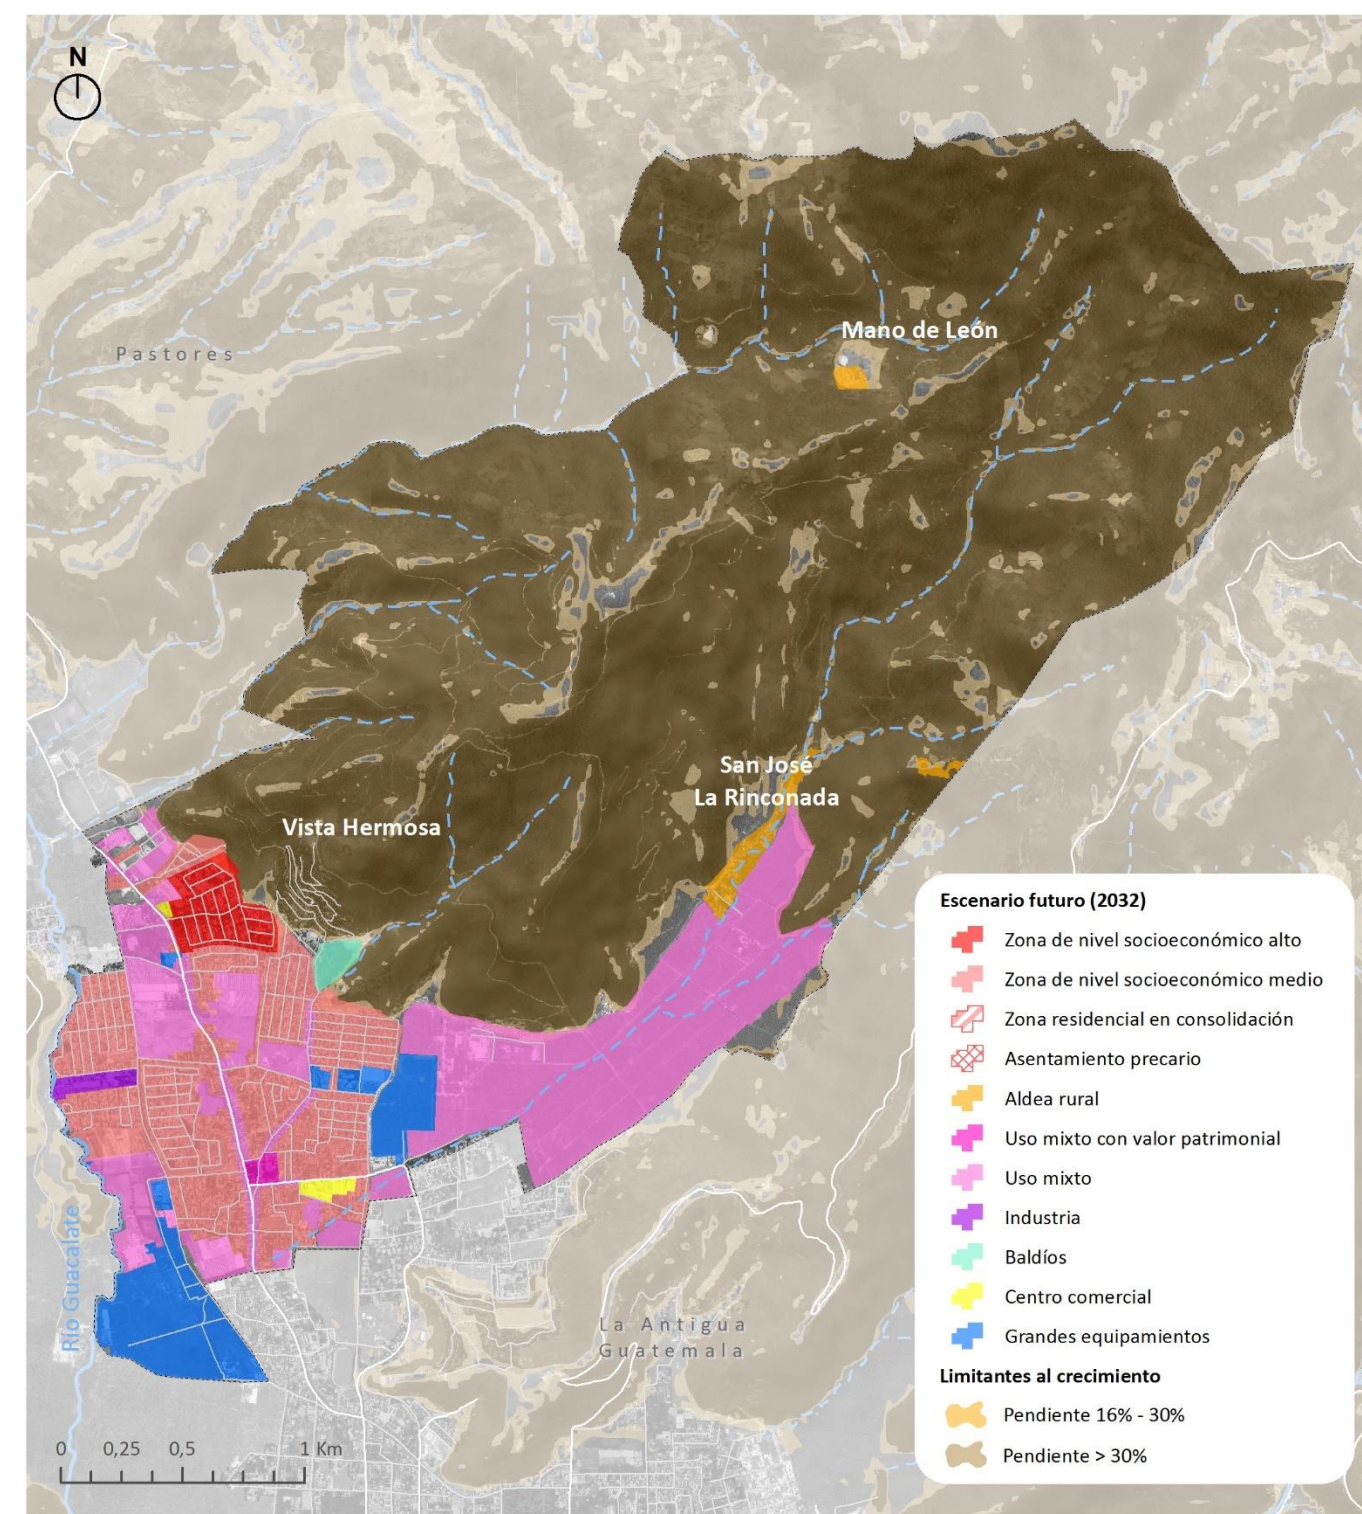 N
Pastores
Mano de León
San José
La Rinconada
Vista Hermosa
Río Guacalate
La Antigua
Guatemala
0 0,25 0,5 1 Km
Escenario futuro (2032)
Zona de nivel socioeconómico alto
Zona de nivel socioeconómico medio
Zona residencial en consolidación
Asentamiento precario
Aldea rural
Uso mixto con valor patrimonial
Uso mixto
Industria
Baldíos
Centro comercial
Grandes equipamientos
Limitantes al crecimiento
Pendiente 16% - 30%
Pendiente > 30%